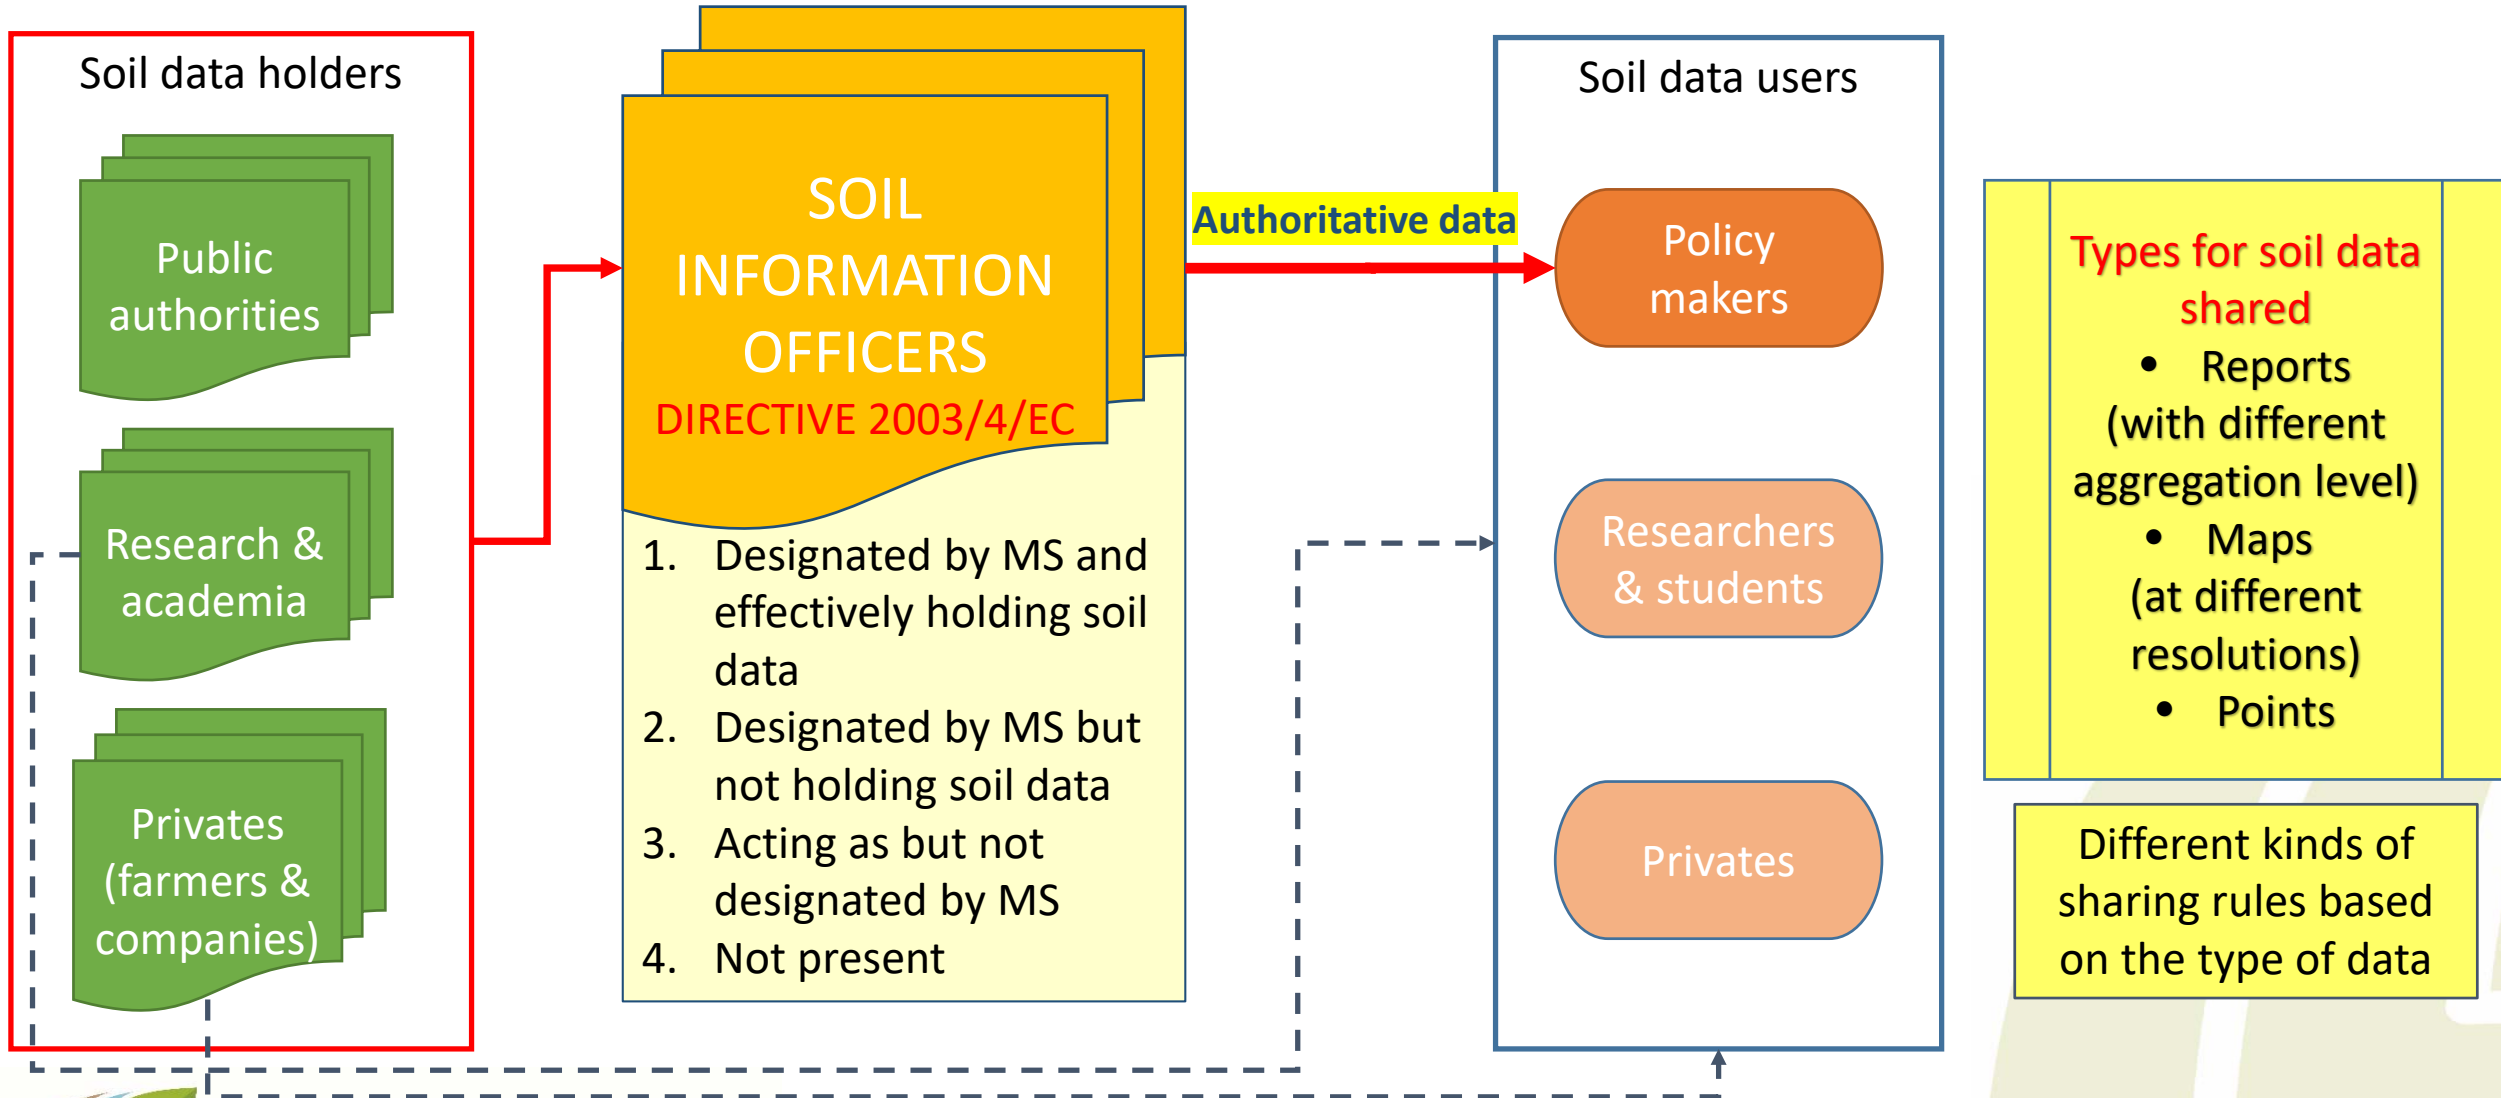 Soil data holders
Public
authorities
Research &
academia
Privates
(farmers &
companies)
SOIL
INFORMATION
OFFICERS
DIRECTIVE 2003/4/EC
1. Designated by MS and
effectively holding soil
data
2. Designated by MS but
not holding soil data
3. Acting as but not
designated by MS
4. Not present
Authoritative data
Soil data users
Policy
makers
Researchers
& students
Privates
Types for soil data
shared
• Reports
(with different
aggregation level)
• Maps
(at different
resolutions)
• Points
Different kinds of
sharing rules based
on the type of data